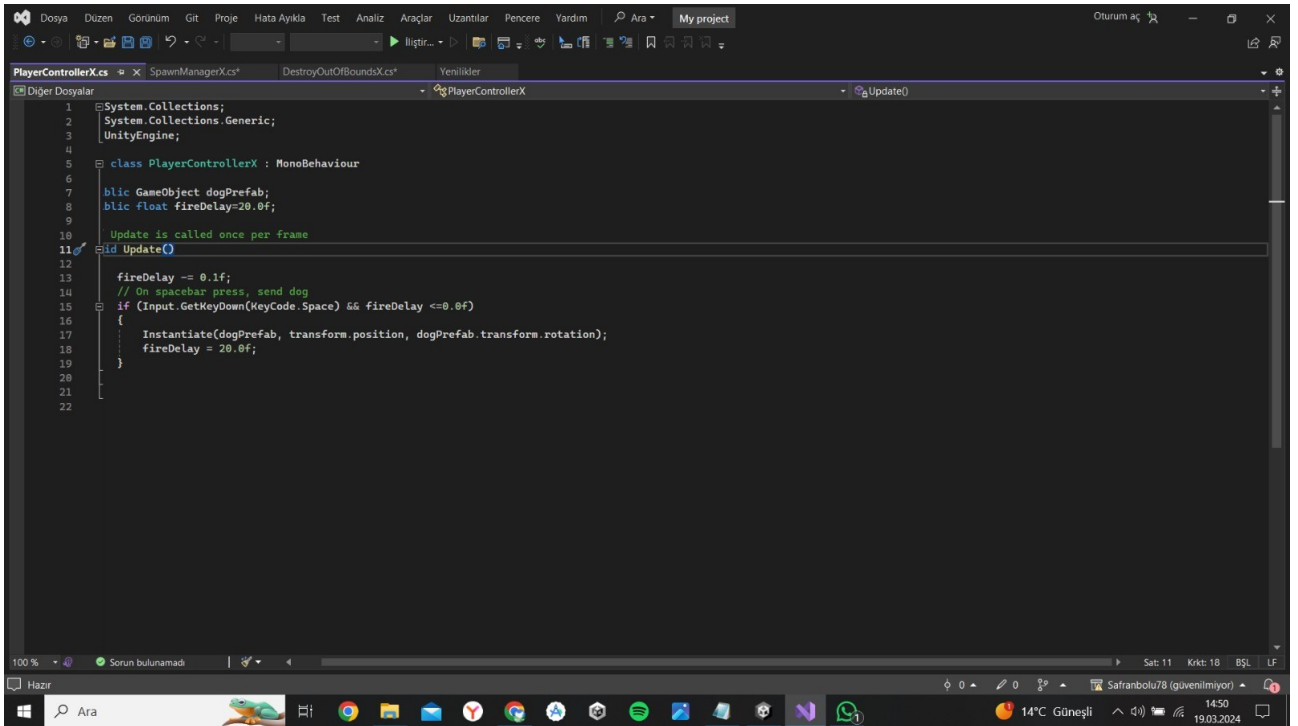 Dosya Düzen Görünüm Git Proje Hata Ayıkla Test Analiz Araçlar Uzantılar Pencere Yardım Ara My project Oturum aç
İliştir...
PlayerControllerX.cs SpawnManagerX.cs* DestroyOutOfBoundsX.cs* Yenilikler
Diğer Dosyalar PlayerControllerX Update()
1 System.Collections;
2 System.Collections.Generic;
3 UnityEngine;
4
5 class PlayerControllerX : MonoBehaviour
6
7 blic GameObject dogPrefab;
8 blic float fireDelay=20.0f;
9
10 Update is called once per frame
11 id Update()
12
13 fireDelay -= 0.1f;
14 // On spacebar press, send dog
15 if (Input.GetKeyDown(KeyCode.Space) && fireDelay <=0.0f)
16 {
17 Instantiate(dogPrefab, transform.position, dogPrefab.transform.rotation);
18 fireDelay = 20.0f;
19 }
20
21
22
100 % Sorun bulunamadı Sat: 11 Krkt: 18 BŞL LF
Hazır 0 0 Safranbolu78 (güvenilmiyor) 1
Ara 1 14°C Güneşli 14:50
19.03.2024